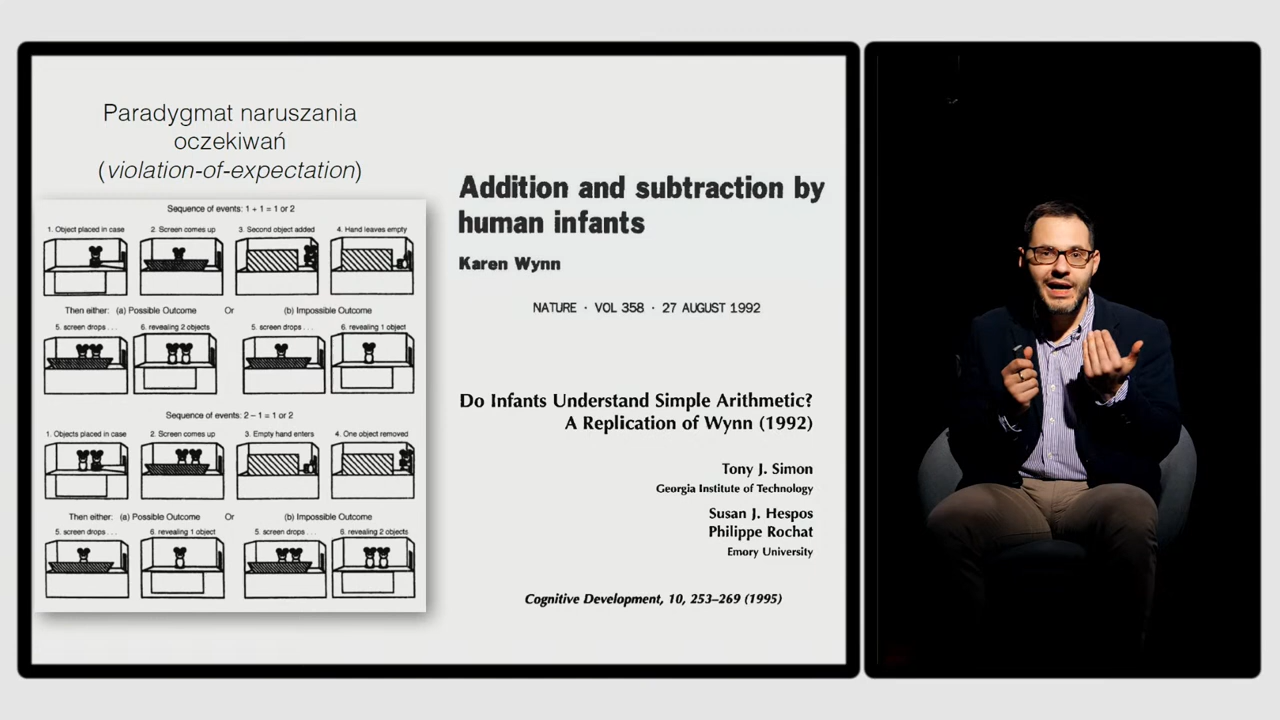 Paradygmat naruszania
oczekiwań
(violation-of-expectation)
Sequence of events: 1 + 1 = 1 or 2
1. Object placed in case
2. Screen comes up
3. Second object added
4. Hand leaves empty
Then either: (a) Possible Outcome Or (b) Impossible Outcome
5. screen drops . . .
6. revealing 2 objects
5. screen drops . . .
6. revealing 1 object
Sequence of events: 2 – 1 = 1 or 2
1. Objects placed in case
2. Screen comes up
3. Empty hand enters
4. One object removed
Then either: (a) Possible Outcome Or (b) Impossible Outcome
5. screen drops . . .
6. revealing 1 object
5. screen drops . . .
6. revealing 2 objects
Addition and subtraction by
human infants
Karen Wynn
NATURE · VOL 358 · 27 AUGUST 1992
Do Infants Understand Simple Arithmetic?
A Replication of Wynn (1992)
Tony J. Simon
Georgia Institute of Technology
Susan J. Hespos
Philippe Rochat
Emory University
Cognitive Development, 10, 253–269 (1995)